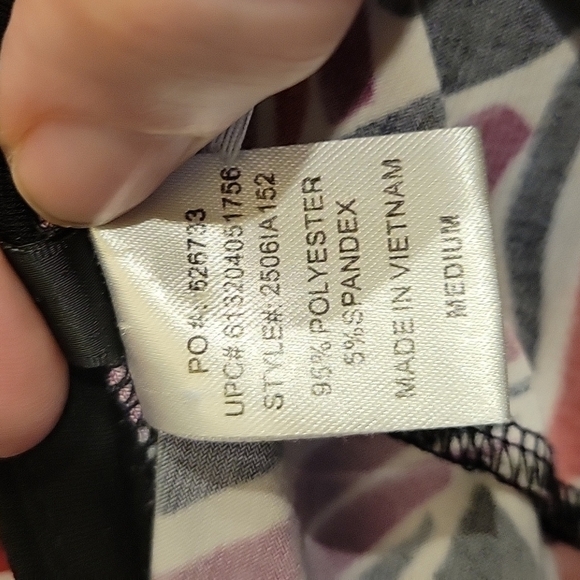 PO #: 526733
UPC# 613204051756
STYLE#: 2506IA152
95% POLYESTER
5%SPANDEX
MADE IN VIETNAM
MEDIUM